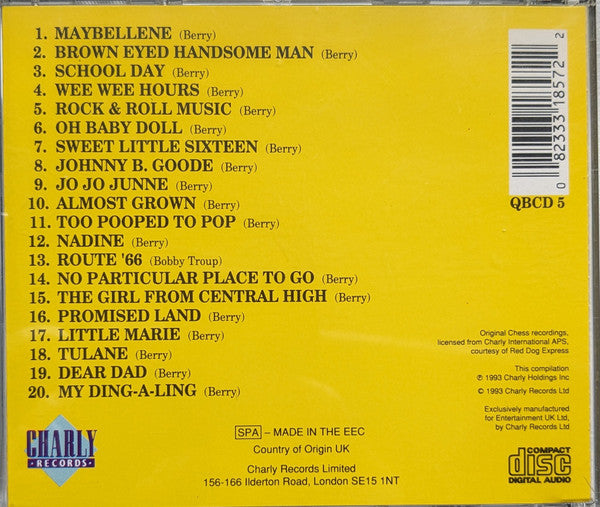 1. MAYBELLENE (Berry)
2. BROWN EYED HANDSOME MAN (Berry)
3. SCHOOL DAY (Berry)
4. WEE WEE HOURS (Berry)
5. ROCK & ROLL MUSIC (Berry)
6. OH BABY DOLL (Berry)
7. SWEET LITTLE SIXTEEN (Berry)
8. JOHNNY B. GOODE (Berry)
9. JO JO JUNNE (Berry)
10. ALMOST GROWN (Berry)
11. TOO POOPED TO POP (Berry)
12. NADINE (Berry)
13. ROUTE '66 (Bobby Troup)
14. NO PARTICULAR PLACE TO GO (Berry)
15. THE GIRL FROM CENTRAL HIGH (Berry)
16. PROMISED LAND (Berry)
17. LITTLE MARIE (Berry)
18. TULANE (Berry)
19. DEAR DAD (Berry)
20. MY DING-A-LING (Berry)
0 82333 18572 2
QBCD 5
Original Chess recordings,
licensed from Charly International APS,
courtesy of Red Dog Express
This compilation
℗ 1993 Charly Holdings Inc
© 1993 Charly Records Ltd
Exclusively manufactured
for Entertainment UK Ltd,
by Charly Records Ltd
CHARLY
• RECORDS •
SPA – MADE IN THE EEC
Country of Origin UK
Charly Records Limited
156-166 Ilderton Road, London SE15 1NT
COMPACT
disc
DIGITAL AUDIO